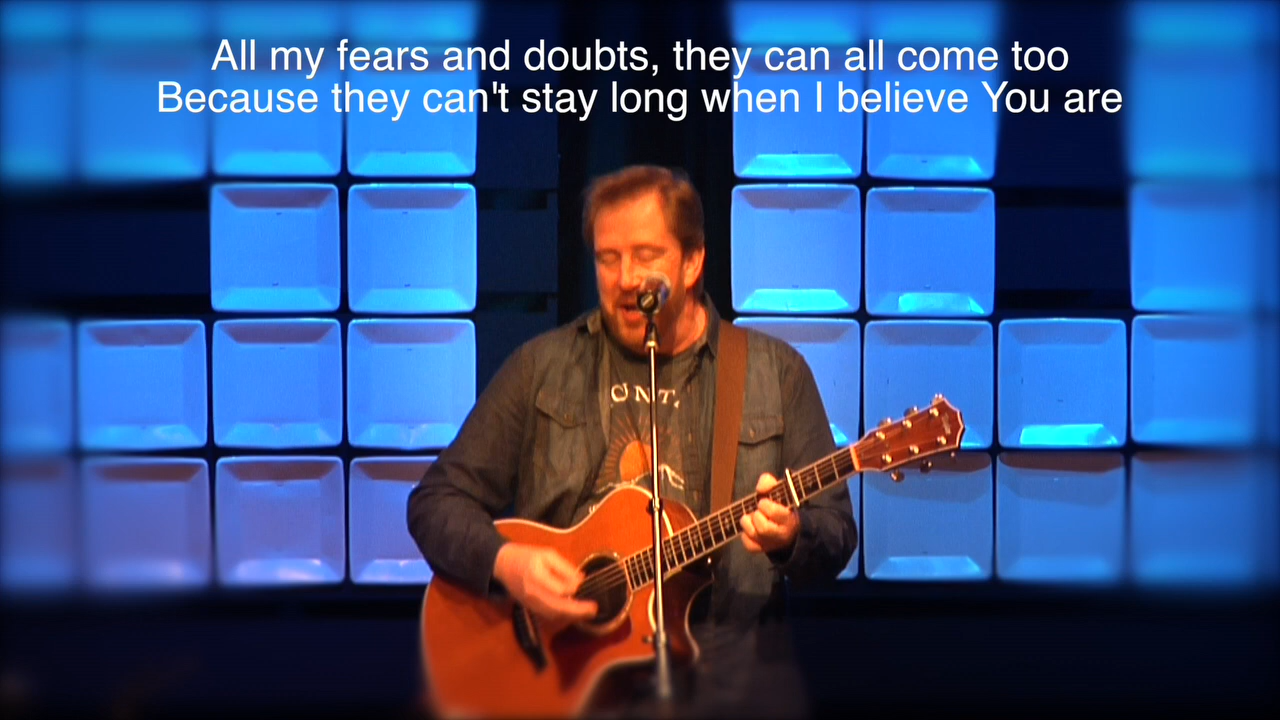 All my fears and doubts, they can all come too
Because they can't stay long when I believe You are